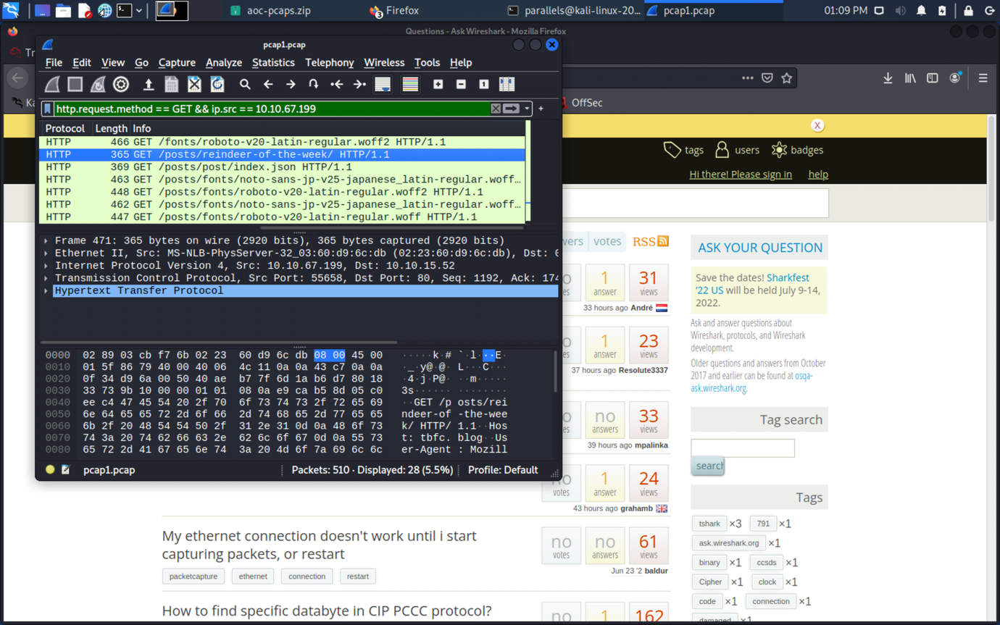 aoc-pcaps.zip
3 Firefox
parallels@kali-linux-20...
pcap1.pcap
01:09 PM
Questions - Ask Wireshark - Mozilla Firefox
Tr
Ka
OffSec
X
tags users badges
Hi there! Please sign in help
pcap1.pcap
File Edit View Go Capture Analyze Statistics Telephony Wireless Tools Help
http.request.method == GET && ip.src == 10.10.67.199
Protocol Length Info
HTTP 466 GET /fonts/roboto-v20-latin-regular.woff2 HTTP/1.1
HTTP 365 GET /posts/reindeer-of-the-week/ HTTP/1.1
HTTP 369 GET /posts/post/index.json HTTP/1.1
HTTP 463 GET /posts/fonts/noto-sans-jp-v25-japanese_latin-regular.woff…
HTTP 448 GET /posts/fonts/roboto-v20-latin-regular.woff2 HTTP/1.1
HTTP 462 GET /posts/fonts/noto-sans-jp-v25-japanese_latin-regular.woff…
HTTP 447 GET /posts/fonts/roboto-v20-latin-regular.woff HTTP/1.1
Frame 471: 365 bytes on wire (2920 bits), 365 bytes captured (2920 bits)
Ethernet II, Src: MS-NLB-PhysServer-32_03:60:d9:6c:db (02:23:60:d9:6c:db), Dst: 0
Internet Protocol Version 4, Src: 10.10.67.199, Dst: 10.10.15.52
Transmission Control Protocol, Src Port: 55658, Dst Port: 80, Seq: 1192, Ack: 174
Hypertext Transfer Protocol
0000 02 89 03 cb f7 6b 02 23 60 d9 6c db 08 00 45 00 ·····k·# `·l···E·
0010 01 5f 86 79 40 00 40 06 4c 11 0a 0a 43 c7 0a 0a ·_·y@·@· L···C···
0020 0f 34 d9 6a 00 50 40 ae b7 7f 6d 1a b6 d7 80 18 ·4·j·P@· ··m·····
0030 33 73 9b 10 00 00 01 01 08 0a e9 ca b5 8d 05 c0 3s······ ········
0040 ee c4 47 45 54 20 2f 70 6f 73 74 73 2f 72 65 69 ··GET /p osts/rei
0050 6e 64 65 65 72 2d 6f 66 2d 74 68 65 2d 77 65 65 ndeer-of -the-wee
0060 6b 2f 20 48 54 54 50 2f 31 2e 31 0d 0a 48 6f 73 k/ HTTP/ 1.1··Hos
0070 74 3a 20 74 62 66 63 2e 62 6c 6f 67 0d 0a 55 73 t: tbfc. blog··Us
0080 65 72 2d 41 67 65 6e 74 3a 20 4d 6f 7a 69 6c 6c er-Agent : Mozill
pcap1.pcap Packets: 510 · Displayed: 28 (5.5%) Profile: Default
wers votes RSS
no 1 31
es answer views
33 hours ago André
no 1 23
es answer views
37 hours ago Resolute3337
no no 33
es answers views
39 hours ago mpalinka
no 1 24
votes answer views
43 hours ago grahamb
My ethernet connection doesn't work until i start
capturing packets, or restart
packetcapture ethernet connection restart
no no 61
votes answers views
Jun 23 '2 baldur
How to find specific databyte in CIP PCCC protocol?
no 1 162
ASK YOUR QUESTION
Save the dates! Sharkfest
'22 US will be held July 9-14,
2022.
Ask and answer questions about
Wireshark, protocols, and Wireshark
development.
Older questions and answers from October
2017 and earlier can be found at osqa-
ask.wireshark.org.
Tag search
search
Tags
tshark ×3 791 ×1
ask.wireshark.org ×1
binary ×1 ccsds ×1
Cipher ×1 clock ×1
code ×1 connection ×1
damaged ×1